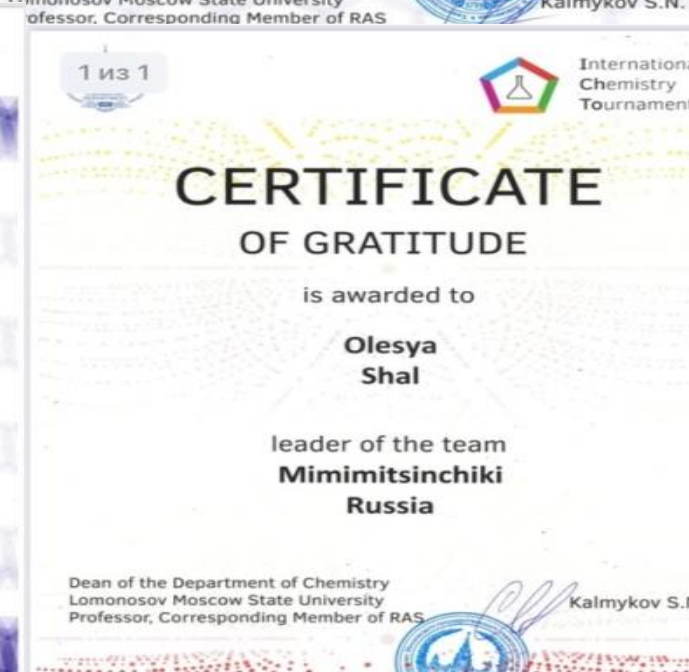 Kalmykov S.N.
ofessor, Corresponding Member of RAS
1 из 1
Internationa
Chemistry
Tournament
CERTIFICATE
OF GRATITUDE
is awarded to
Olesya
Shal
leader of the team
Mimimitsinchiki
Russia
Dean of the Department of Chemistry
Lomonosov Moscow State University
Professor, Corresponding Member of RAS
Kalmykov S.